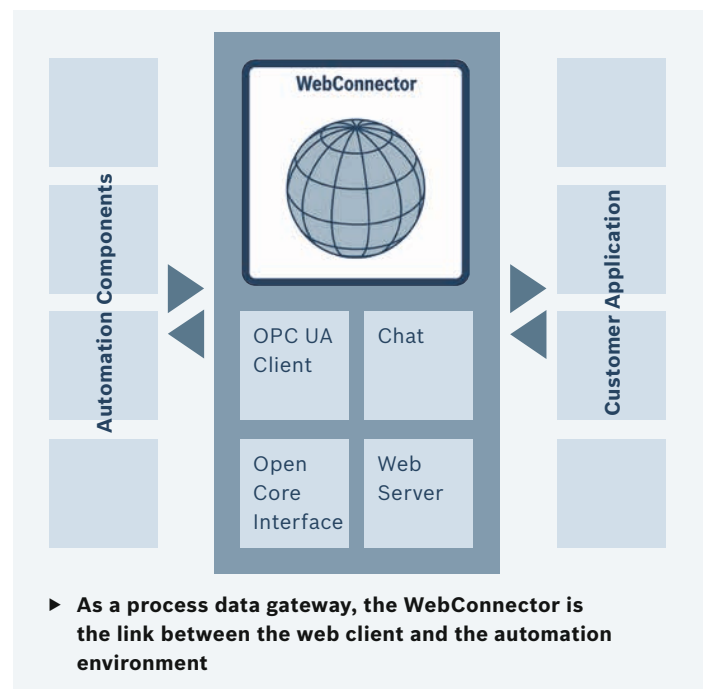 WebConnector
Automation Components
OPC UA
Client
Chat
Open
Core
Interface
Web
Server
Customer Application
▶ As a process data gateway, the WebConnector is
the link between the web client and the automation
environment